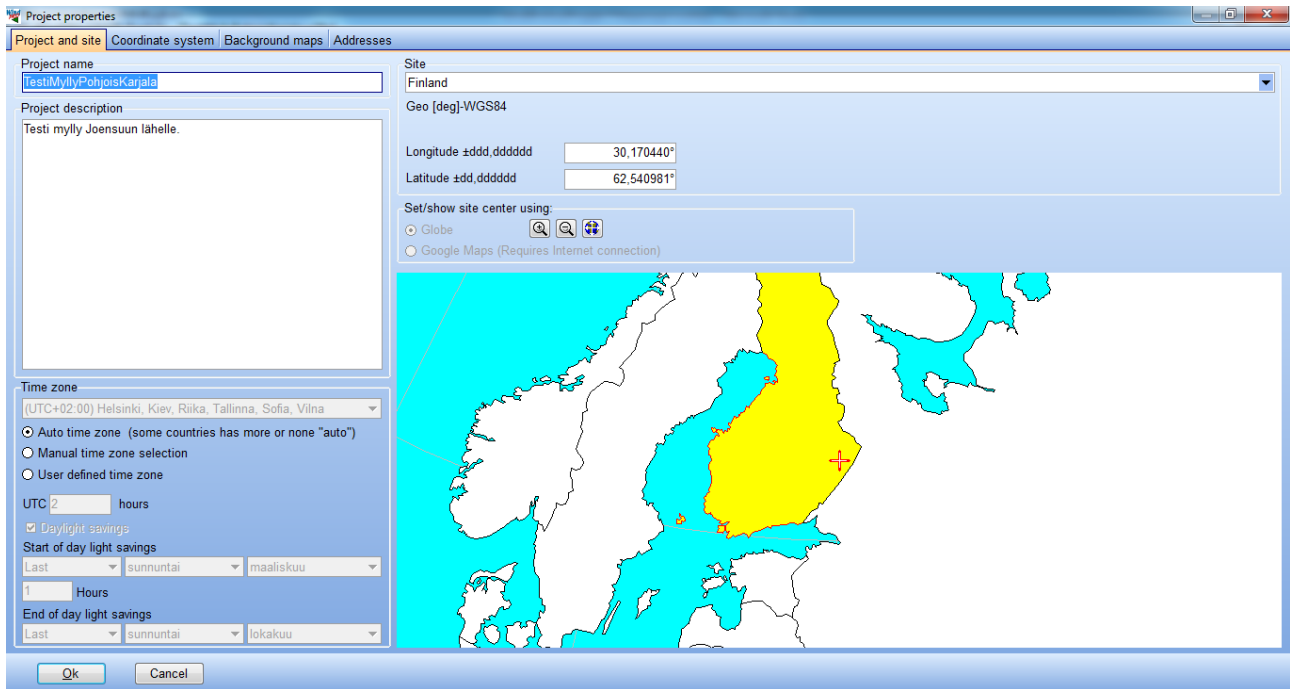 Project properties
Project and site Coordinate system Background maps Addresses
Project name
TestiMyllyPohjoisKarjala
Project description
Testi mylly Joensuun lähelle.
Time zone
(UTC+02:00) Helsinki, Kiev, Riika, Tallinna, Sofia, Vilna
Auto time zone (some countries has more or none "auto")
Manual time zone selection
User defined time zone
UTC 2 hours
Daylight savings
Start of day light savings
Last sunnuntai maaliskuu
1 Hours
End of day light savings
Last sunnuntai lokakuu
Site
Finland
Geo [deg]-WGS84
Longitude ±ddd,dddddd 30,170440°
Latitude ±dd,dddddd 62,540981°
Set/show site center using:
Globe
Google Maps (Requires Internet connection)
Ok Cancel